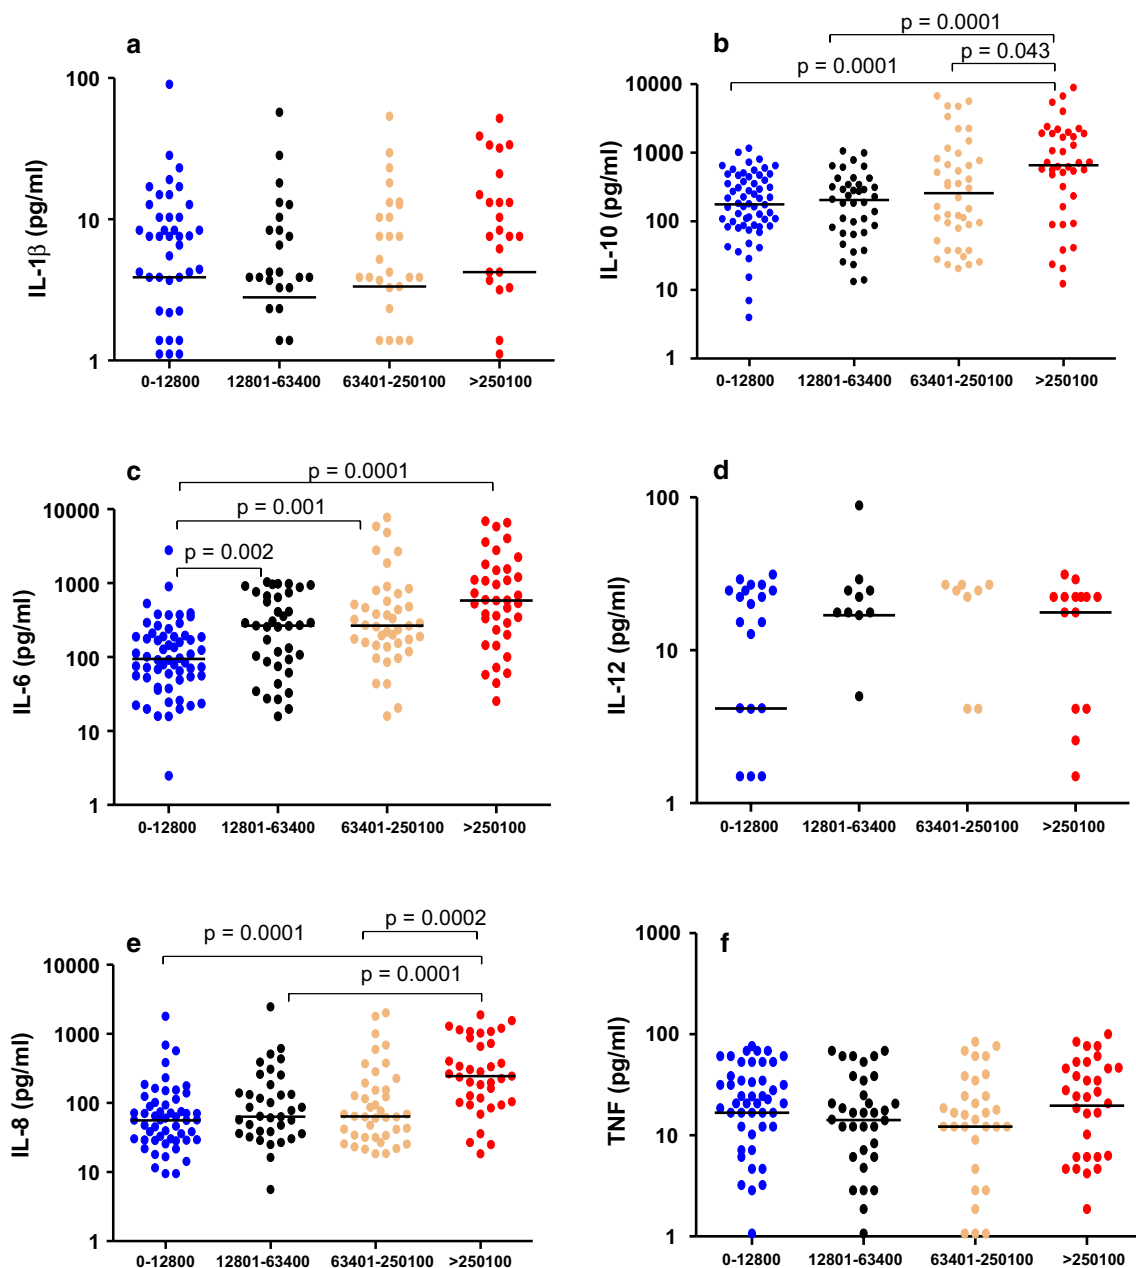 a
100
10
1
IL-1β (pg/ml)
0-12800
12801-63400
63401-250100
>250100
b
p = 0.0001
p = 0.043
p = 0.0001
10000
1000
100
10
1
IL-10 (pg/ml)
0-12800
12801-63400
63401-250100
>250100
c
p = 0.0001
p = 0.001
p = 0.002
10000
1000
100
10
1
IL-6 (pg/ml)
0-12800
12801-63400
63401-250100
>250100
d
100
10
1
IL-12 (pg/ml)
0-12800
12801-63400
63401-250100
>250100
e
p = 0.0002
p = 0.0001
p = 0.0001
10000
1000
100
10
1
IL-8 (pg/ml)
0-12800
12801-63400
63401-250100
>250100
f
1000
100
10
1
TNF (pg/ml)
0-12800
12801-63400
63401-250100
>250100